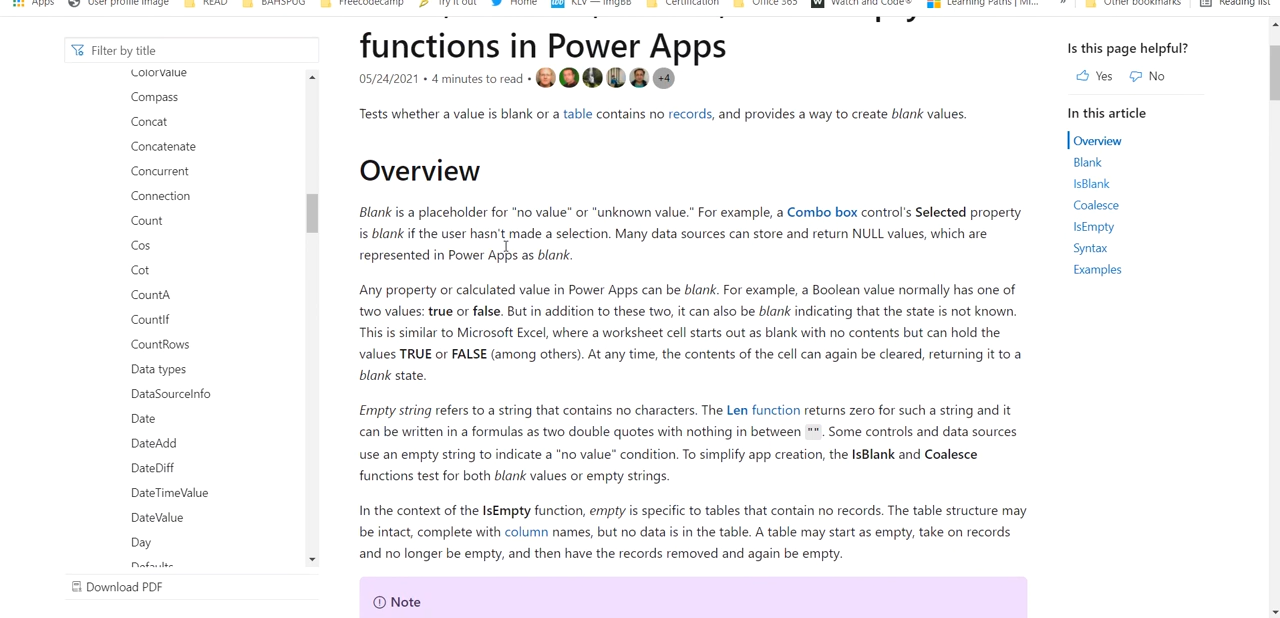 Apps User profile image READ BAHSPUG Freecodecamp Try it out Home KLV — ImgBB Certification Office 365 Watch and Code® Learning Paths | Mi... » Other bookmarks Reading list
functions in Power Apps
05/24/2021 • 4 minutes to read • +4
Tests whether a value is blank or a table contains no records, and provides a way to create blank values.
Overview
Blank is a placeholder for "no value" or "unknown value." For example, a Combo box control's Selected property
is blank if the user hasn't made a selection. Many data sources can store and return NULL values, which are
represented in Power Apps as blank.
Any property or calculated value in Power Apps can be blank. For example, a Boolean value normally has one of
two values: true or false. But in addition to these two, it can also be blank indicating that the state is not known.
This is similar to Microsoft Excel, where a worksheet cell starts out as blank with no contents but can hold the
values TRUE or FALSE (among others). At any time, the contents of the cell can again be cleared, returning it to a
blank state.
Empty string refers to a string that contains no characters. The Len function returns zero for such a string and it
can be written in a formulas as two double quotes with nothing in between "". Some controls and data sources
use an empty string to indicate a "no value" condition. To simplify app creation, the IsBlank and Coalesce
functions test for both blank values or empty strings.
In the context of the IsEmpty function, empty is specific to tables that contain no records. The table structure may
be intact, complete with column names, but no data is in the table. A table may start as empty, take on records
and no longer be empty, and then have the records removed and again be empty.
Note
Filter by title
ColorValue
Compass
Concat
Concatenate
Concurrent
Connection
Count
Cos
Cot
CountA
CountIf
CountRows
Data types
DataSourceInfo
Date
DateAdd
DateDiff
DateTimeValue
DateValue
Day
Defaults
Download PDF
Is this page helpful?
Yes No
In this article
Overview
Blank
IsBlank
Coalesce
IsEmpty
Syntax
Examples